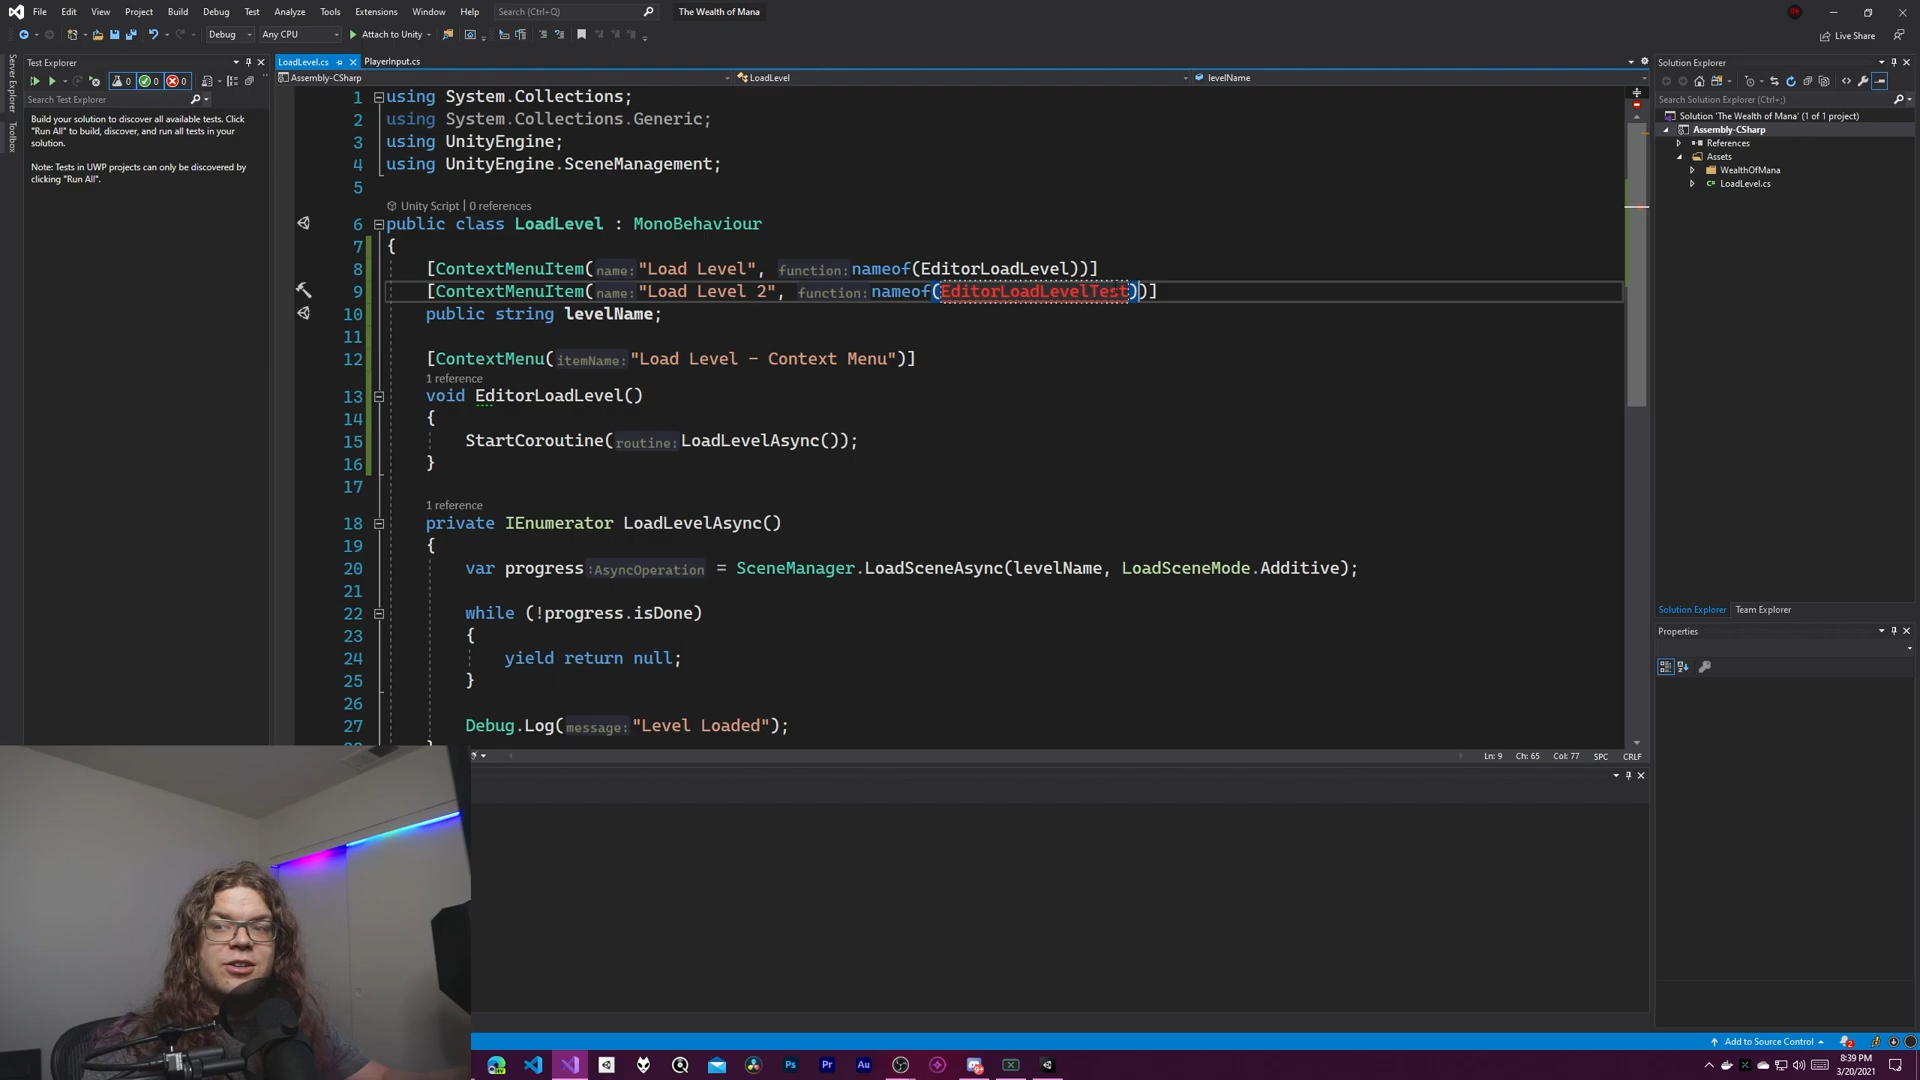 File Edit View Project Build Debug Test Analyze Tools Extensions Window Help Search (Ctrl+Q) The Wealth of Mana
Debug Any CPU Attach to Unity Live Share
Test Explorer
0 0 0
Search Test Explorer
Build your solution to discover all available tests. Click
"Run All" to build, discover, and run all tests in your
solution.
Note: Tests in UWP projects can only be discovered by
clicking "Run All".
Server Explorer
Toolbox
LoadLevel.cs PlayerInput.cs
Assembly-CSharp LoadLevel levelName
1 using System.Collections;
2 using System.Collections.Generic;
3 using UnityEngine;
4 using UnityEngine.SceneManagement;
5
Unity Script | 0 references
6 public class LoadLevel : MonoBehaviour
7 {
8 [ContextMenuItem(name: "Load Level", function: nameof(EditorLoadLevel))]
9 [ContextMenuItem(name: "Load Level 2", function: nameof(EditorLoadLevelTest))]
10 public string levelName;
11
12 [ContextMenu(itemName: "Load Level - Context Menu")]
1 reference
13 void EditorLoadLevel()
14 {
15 StartCoroutine(routine: LoadLevelAsync());
16 }
17
1 reference
18 private IEnumerator LoadLevelAsync()
19 {
20 var progress :AsyncOperation = SceneManager.LoadSceneAsync(levelName, LoadSceneMode.Additive);
21
22 while (!progress.isDone)
23 {
24 yield return null;
25 }
26
27 Debug.Log(message: "Level Loaded");
Ln: 9 Ch: 65 Col: 77 SPC CRLF
Solution Explorer
Search Solution Explorer (Ctrl+;)
Solution 'The Wealth of Mana' (1 of 1 project)
Assembly-CSharp
References
Assets
WealthOfMana
LoadLevel.cs
Solution Explorer Team Explorer
Properties
Add to Source Control 2
Ps Pr Au
8:39 PM
3/20/2021